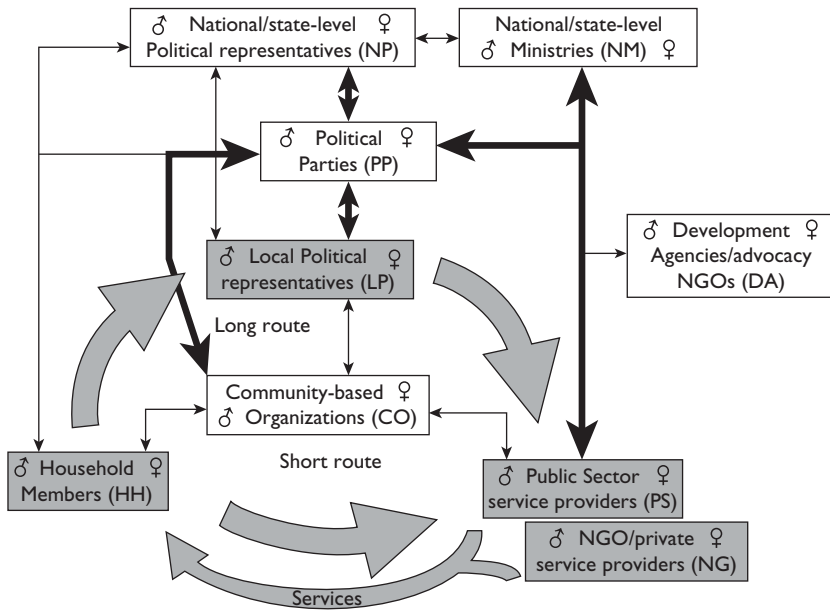 ♂ National/state-level ♀
Political representatives (NP)
National/state-level
♂ Ministries (NM) ♀
♂ Political ♀
Parties (PP)
♂ Local Political ♀
representatives (LP)
♂ Development ♀
Agencies/advocacy
NGOs (DA)
Long route
Community-based ♀
♂ Organizations (CO)
Short route
♂ Household ♀
Members (HH)
♂ Public Sector ♀
service providers (PS)
♂ NGO/private ♀
service providers (NG)
Services